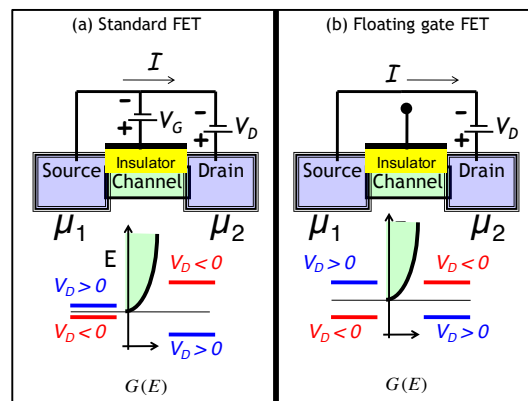 (a) Standard FET
I
−
+
V_G
−
+
V_D
Insulator
Source
Channel
Drain
μ₁
μ₂
E
V_D > 0
V_D < 0
V_D < 0
V_D > 0
G(E)
(b) Floating gate FET
I
−
+
V_D
Insulator
Source
Channel
Drain
μ₁
μ₂
V_D > 0
V_D < 0
V_D < 0
V_D > 0
G(E)